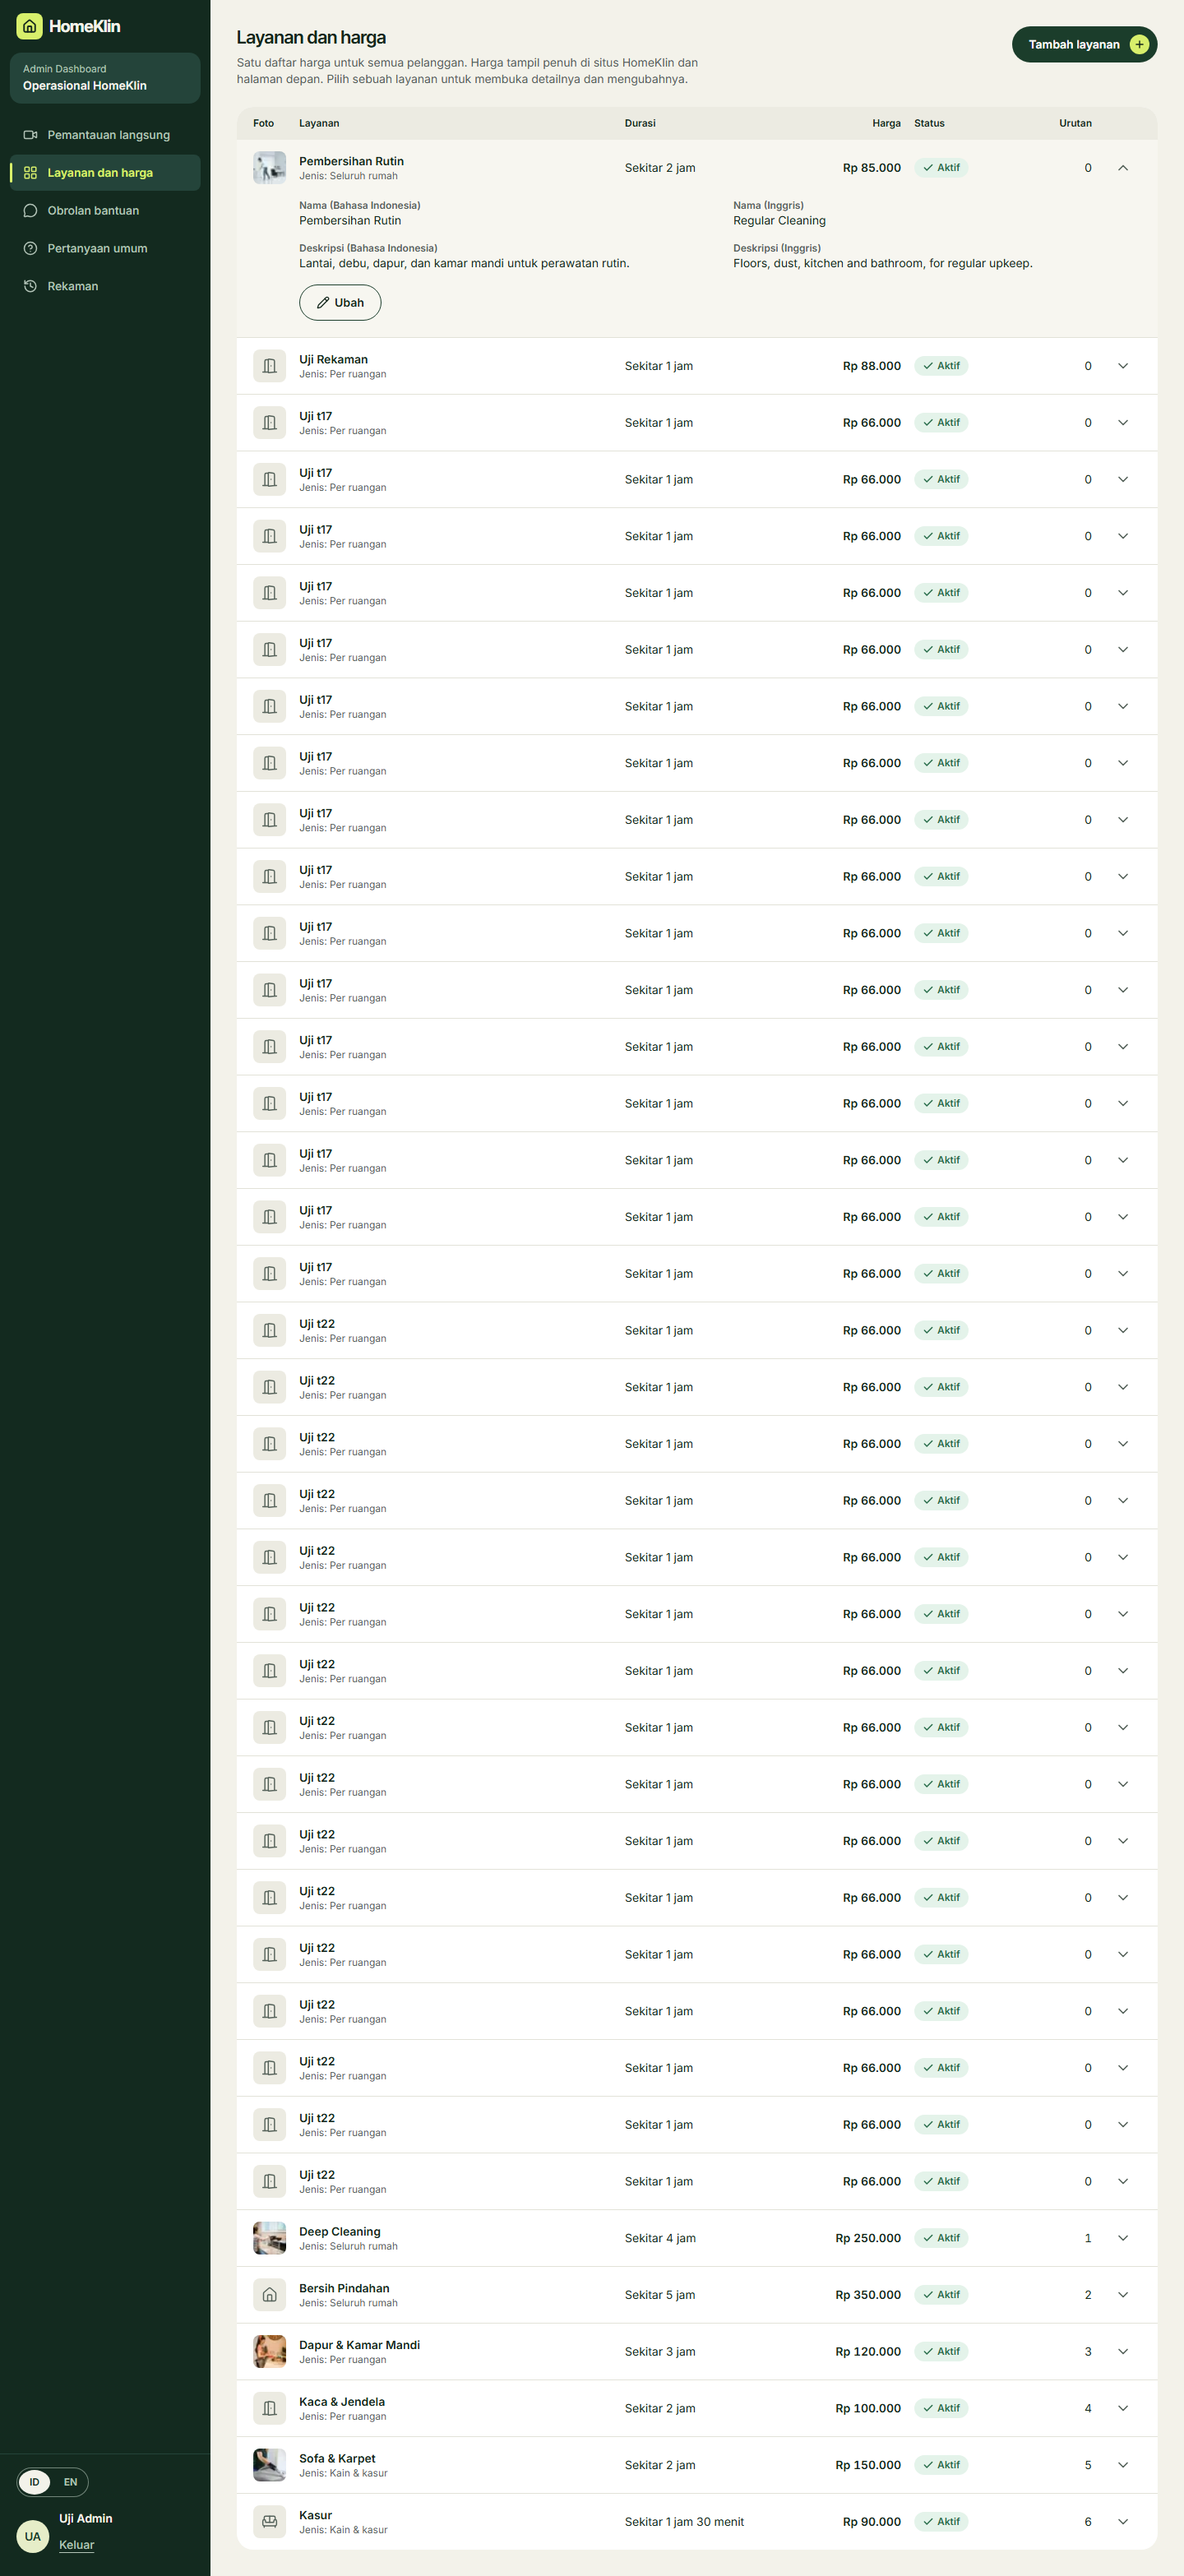 HomeKlin
Admin Dashboard
Operasional HomeKlin
Pemantauan langsung
Layanan dan harga
Obrolan bantuan
Pertanyaan umum
Rekaman
Layanan dan harga
Satu daftar harga untuk semua pelanggan. Harga tampil penuh di situs HomeKlin dan
halaman depan. Pilih sebuah layanan untuk membuka detailnya dan mengubahnya.
Tambah layanan
Foto Layanan Durasi Harga Status Urutan
Pembersihan Rutin Sekitar 2 jam Rp 85.000 Aktif 0
Jenis: Seluruh rumah
Nama (Bahasa Indonesia) Nama (Inggris)
Pembersihan Rutin Regular Cleaning
Deskripsi (Bahasa Indonesia) Deskripsi (Inggris)
Lantai, debu, dapur, dan kamar mandi untuk perawatan rutin. Floors, dust, kitchen and bathroom, for regular upkeep.
Ubah
Uji Rekaman Sekitar 1 jam Rp 88.000 Aktif 0
Jenis: Per ruangan
Uji t17 Sekitar 1 jam Rp 66.000 Aktif 0
Jenis: Per ruangan
Uji t17 Sekitar 1 jam Rp 66.000 Aktif 0
Jenis: Per ruangan
Uji t17 Sekitar 1 jam Rp 66.000 Aktif 0
Jenis: Per ruangan
Uji t17 Sekitar 1 jam Rp 66.000 Aktif 0
Jenis: Per ruangan
Uji t17 Sekitar 1 jam Rp 66.000 Aktif 0
Jenis: Per ruangan
Uji t17 Sekitar 1 jam Rp 66.000 Aktif 0
Jenis: Per ruangan
Uji t17 Sekitar 1 jam Rp 66.000 Aktif 0
Jenis: Per ruangan
Uji t17 Sekitar 1 jam Rp 66.000 Aktif 0
Jenis: Per ruangan
Uji t17 Sekitar 1 jam Rp 66.000 Aktif 0
Jenis: Per ruangan
Uji t17 Sekitar 1 jam Rp 66.000 Aktif 0
Jenis: Per ruangan
Uji t17 Sekitar 1 jam Rp 66.000 Aktif 0
Jenis: Per ruangan
Uji t17 Sekitar 1 jam Rp 66.000 Aktif 0
Jenis: Per ruangan
Uji t17 Sekitar 1 jam Rp 66.000 Aktif 0
Jenis: Per ruangan
Uji t17 Sekitar 1 jam Rp 66.000 Aktif 0
Jenis: Per ruangan
Uji t17 Sekitar 1 jam Rp 66.000 Aktif 0
Jenis: Per ruangan
Uji t17 Sekitar 1 jam Rp 66.000 Aktif 0
Jenis: Per ruangan
Uji t22 Sekitar 1 jam Rp 66.000 Aktif 0
Jenis: Per ruangan
Uji t22 Sekitar 1 jam Rp 66.000 Aktif 0
Jenis: Per ruangan
Uji t22 Sekitar 1 jam Rp 66.000 Aktif 0
Jenis: Per ruangan
Uji t22 Sekitar 1 jam Rp 66.000 Aktif 0
Jenis: Per ruangan
Uji t22 Sekitar 1 jam Rp 66.000 Aktif 0
Jenis: Per ruangan
Uji t22 Sekitar 1 jam Rp 66.000 Aktif 0
Jenis: Per ruangan
Uji t22 Sekitar 1 jam Rp 66.000 Aktif 0
Jenis: Per ruangan
Uji t22 Sekitar 1 jam Rp 66.000 Aktif 0
Jenis: Per ruangan
Uji t22 Sekitar 1 jam Rp 66.000 Aktif 0
Jenis: Per ruangan
Uji t22 Sekitar 1 jam Rp 66.000 Aktif 0
Jenis: Per ruangan
Uji t22 Sekitar 1 jam Rp 66.000 Aktif 0
Jenis: Per ruangan
Uji t22 Sekitar 1 jam Rp 66.000 Aktif 0
Jenis: Per ruangan
Uji t22 Sekitar 1 jam Rp 66.000 Aktif 0
Jenis: Per ruangan
Uji t22 Sekitar 1 jam Rp 66.000 Aktif 0
Jenis: Per ruangan
Uji t22 Sekitar 1 jam Rp 66.000 Aktif 0
Jenis: Per ruangan
Uji t22 Sekitar 1 jam Rp 66.000 Aktif 0
Jenis: Per ruangan
Deep Cleaning Sekitar 4 jam Rp 250.000 Aktif 1
Jenis: Seluruh rumah
Bersih Pindahan Sekitar 5 jam Rp 350.000 Aktif 2
Jenis: Seluruh rumah
Dapur & Kamar Mandi Sekitar 3 jam Rp 120.000 Aktif 3
Jenis: Per ruangan
Kaca & Jendela Sekitar 2 jam Rp 100.000 Aktif 4
Jenis: Per ruangan
Sofa & Karpet Sekitar 2 jam Rp 150.000 Aktif 5
Jenis: Kain & kasur
Kasur Sekitar 1 jam 30 menit Rp 90.000 Aktif 6
Jenis: Kain & kasur
ID EN
UA Uji Admin
Keluar